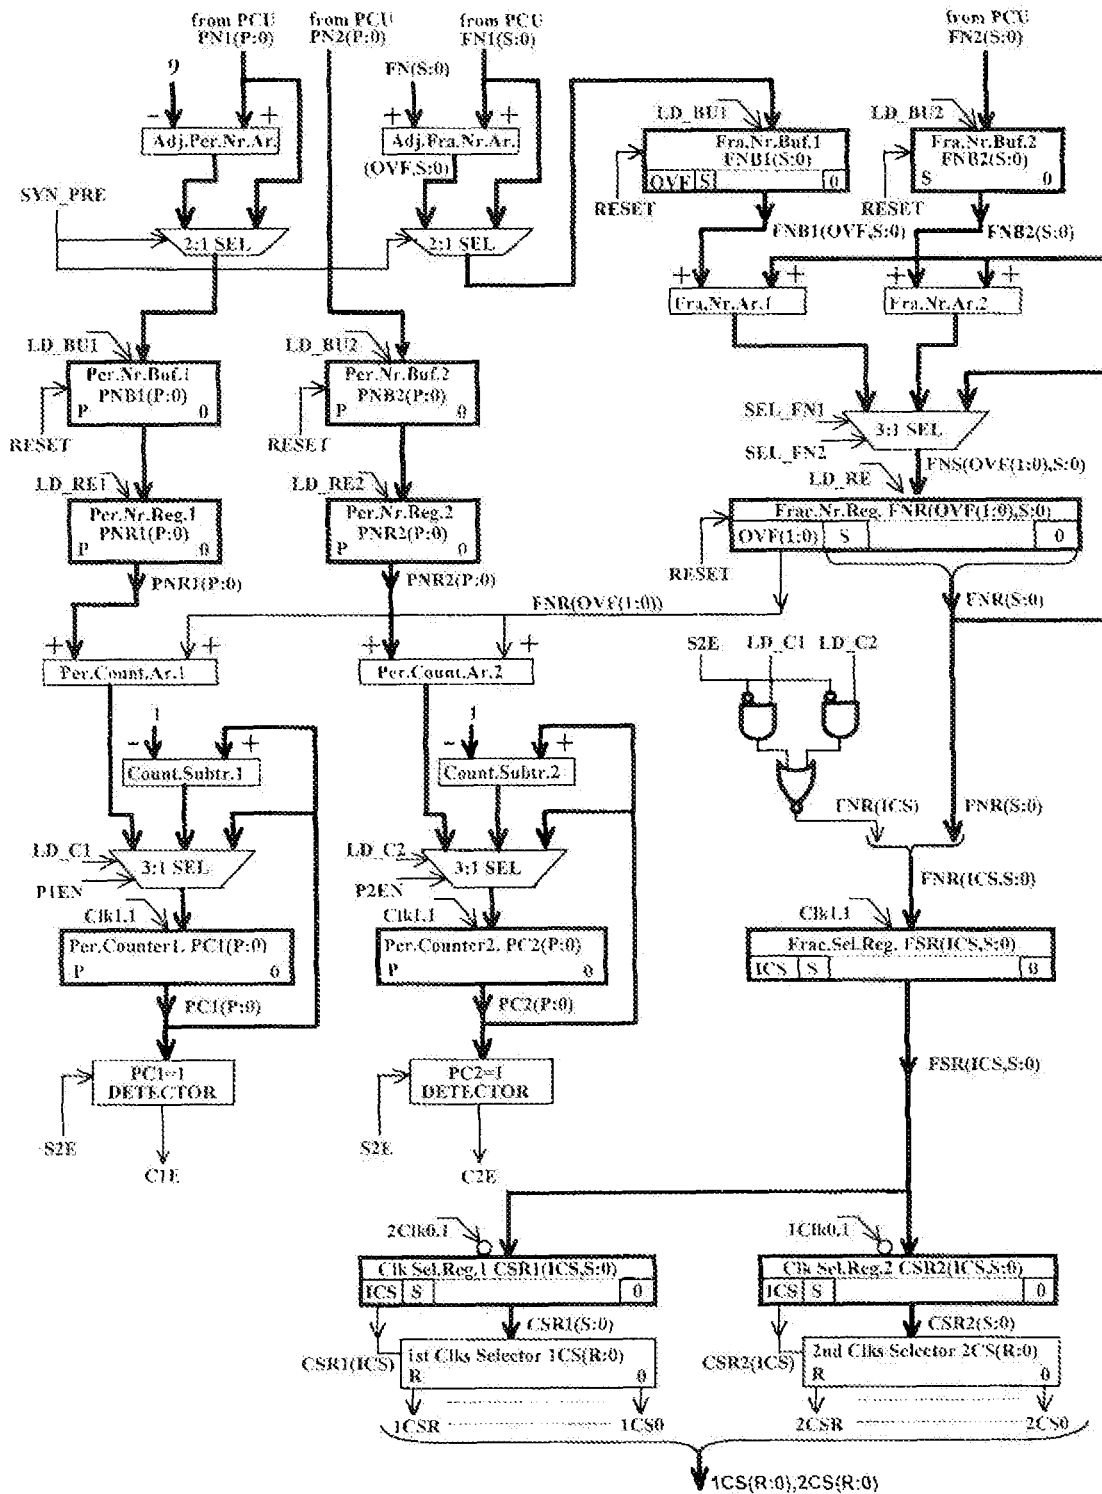 from PCU
PN1(P:0)
from PCU
PN2(P:0)
from PCU
FN1(S:0)
from PCU
FN2(S:0)
9
FN(S:0)
-
+
+
+
Adj.Per.Nr.Ar.
Adj.Fra.Nr.Ar.
(OVF,S:0)
LD_BU1
Fra.Nr.Buf.1
FNB1(S:0)
OVF
S
0
LD_BU2
Fra.Nr.Buf.2
FNB2(S:0)
S
0
RESET
RESET
SYN_PRE
2:1 SEL
2:1 SEL
FNB1(OVF,S:0)
FNB2(S:0)
+
+
+
+
Fra.Nr.Ar.1
Fra.Nr.Ar.2
LD_BU1
Per.Nr.Buf.1
PNB1(P:0)
P
0
RESET
LD_BU2
Per.Nr.Buf.2
PNB2(P:0)
P
0
RESET
SEL_FN1
SEL_FN2
3:1 SEL
FNS(OVF(1:0),S:0)
LD_RE
LD_RE1
Per.Nr.Reg.1
PNR1(P:0)
P
0
LD_RE2
Per.Nr.Reg.2
PNR2(P:0)
P
0
Frac.Nr.Reg. FNR(OVF(1:0),S:0)
OVF(1:0)
S
0
RESET
PNR1(P:0)
PNR2(P:0)
FNR(OVF(1:0))
FNR(S:0)
+
+
+
+
Per.Count.Ar.1
Per.Count.Ar.2
S2E
LD_C1
LD_C2
1
-
+
Count.Subtr.1
1
-
+
Count.Subtr.2
FNR(ICS)
FNR(S:0)
LD_C1
P1EN
3:1 SEL
LD_C2
P2EN
3:1 SEL
FNR(ICS,S:0)
Clk1.1
Per.Counter1. PC1(P:0)
P
0
Clk1.1
Per.Counter2. PC2(P:0)
P
0
Clk1.1
Frac.Sel.Reg. FSR(ICS,S:0)
ICS
S
0
PC1(P:0)
PC2(P:0)
PC1=1
DETECTOR
PC2=1
DETECTOR
FSR(ICS,S:0)
S2E
C1E
S2E
C2E
2Clk0.1
Clk Sel.Reg.1 CSR1(ICS,S:0)
ICS
S
0
1Clk0.1
Clk Sel.Reg.2 CSR2(ICS,S:0)
ICS
S
0
CSR1(S:0)
CSR2(S:0)
CSR1(ICS)
1st Clks Selector 1CS(R:0)
R
0
CSR2(ICS)
2nd Clks Selector 2CS(R:0)
R
0
1CSR
1CS0
2CSR
2CS0
1CS(R:0),2CS(R:0)